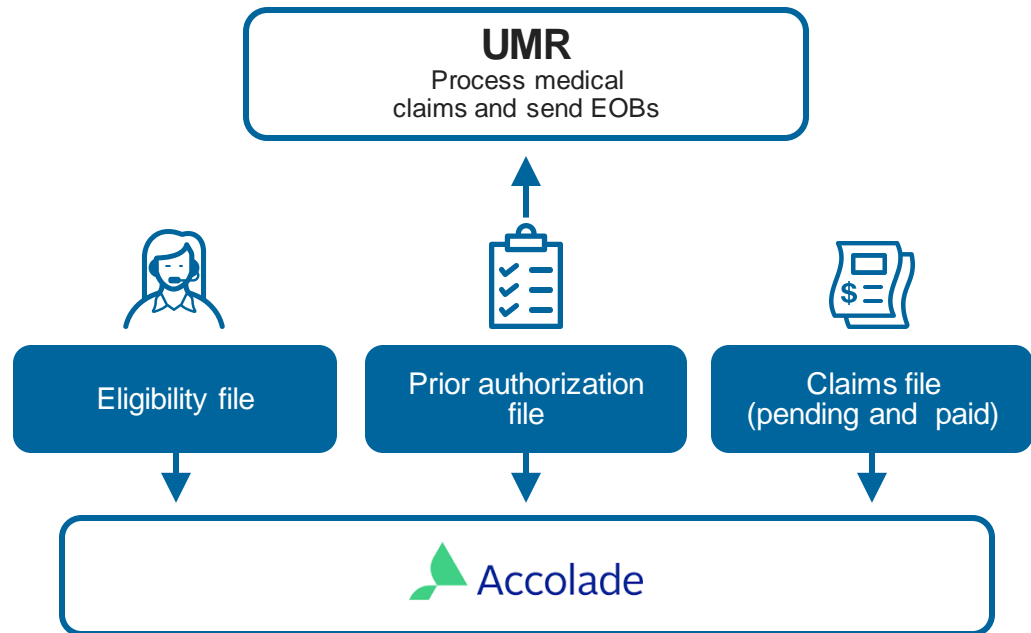 UMR
Process medical
claims and send EOBs
$
Eligibility file
Prior authorization
file
Claims file
(pending and paid)
Accolade